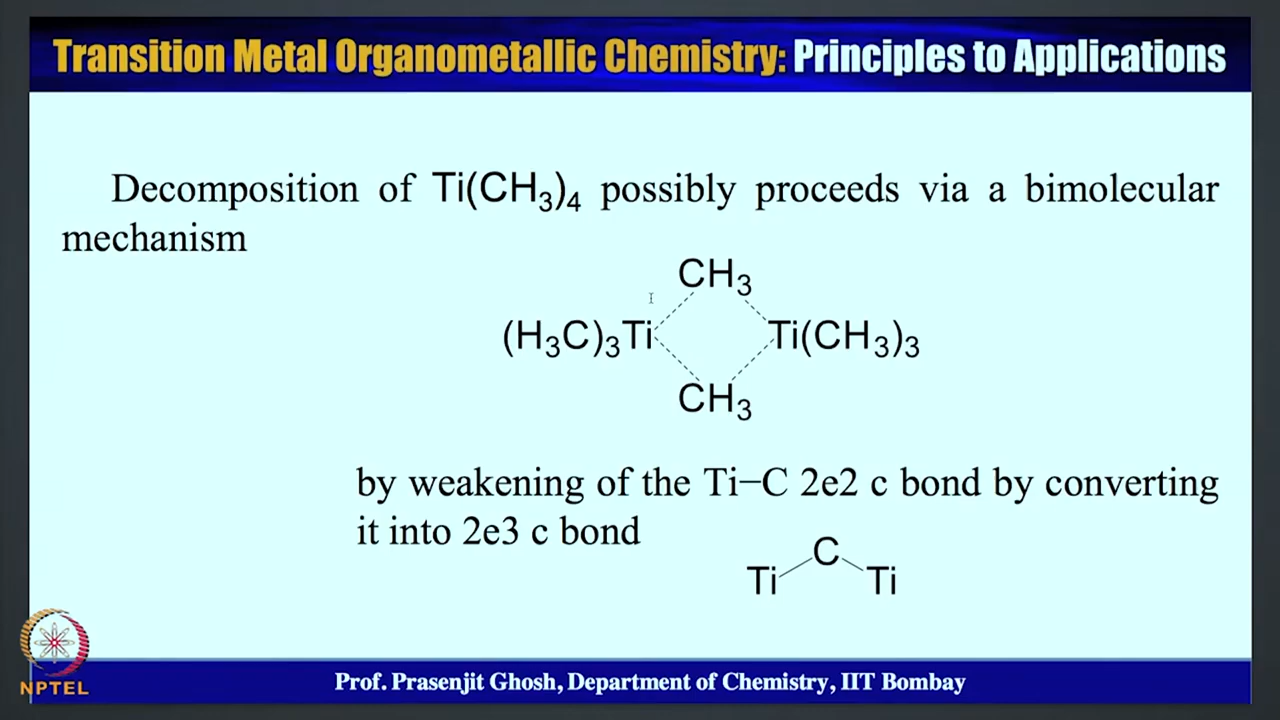 Transition Metal Organometallic Chemistry: Principles to Applications
Decomposition of Ti(CH₃)₄ possibly proceeds via a bimolecular
mechanism
CH₃
(H₃C)₃Ti Ti(CH₃)₃
CH₃
by weakening of the Ti−C 2e2 c bond by converting
it into 2e3 c bond
C
Ti Ti
NPTEL
Prof. Prasenjit Ghosh, Department of Chemistry, IIT Bombay